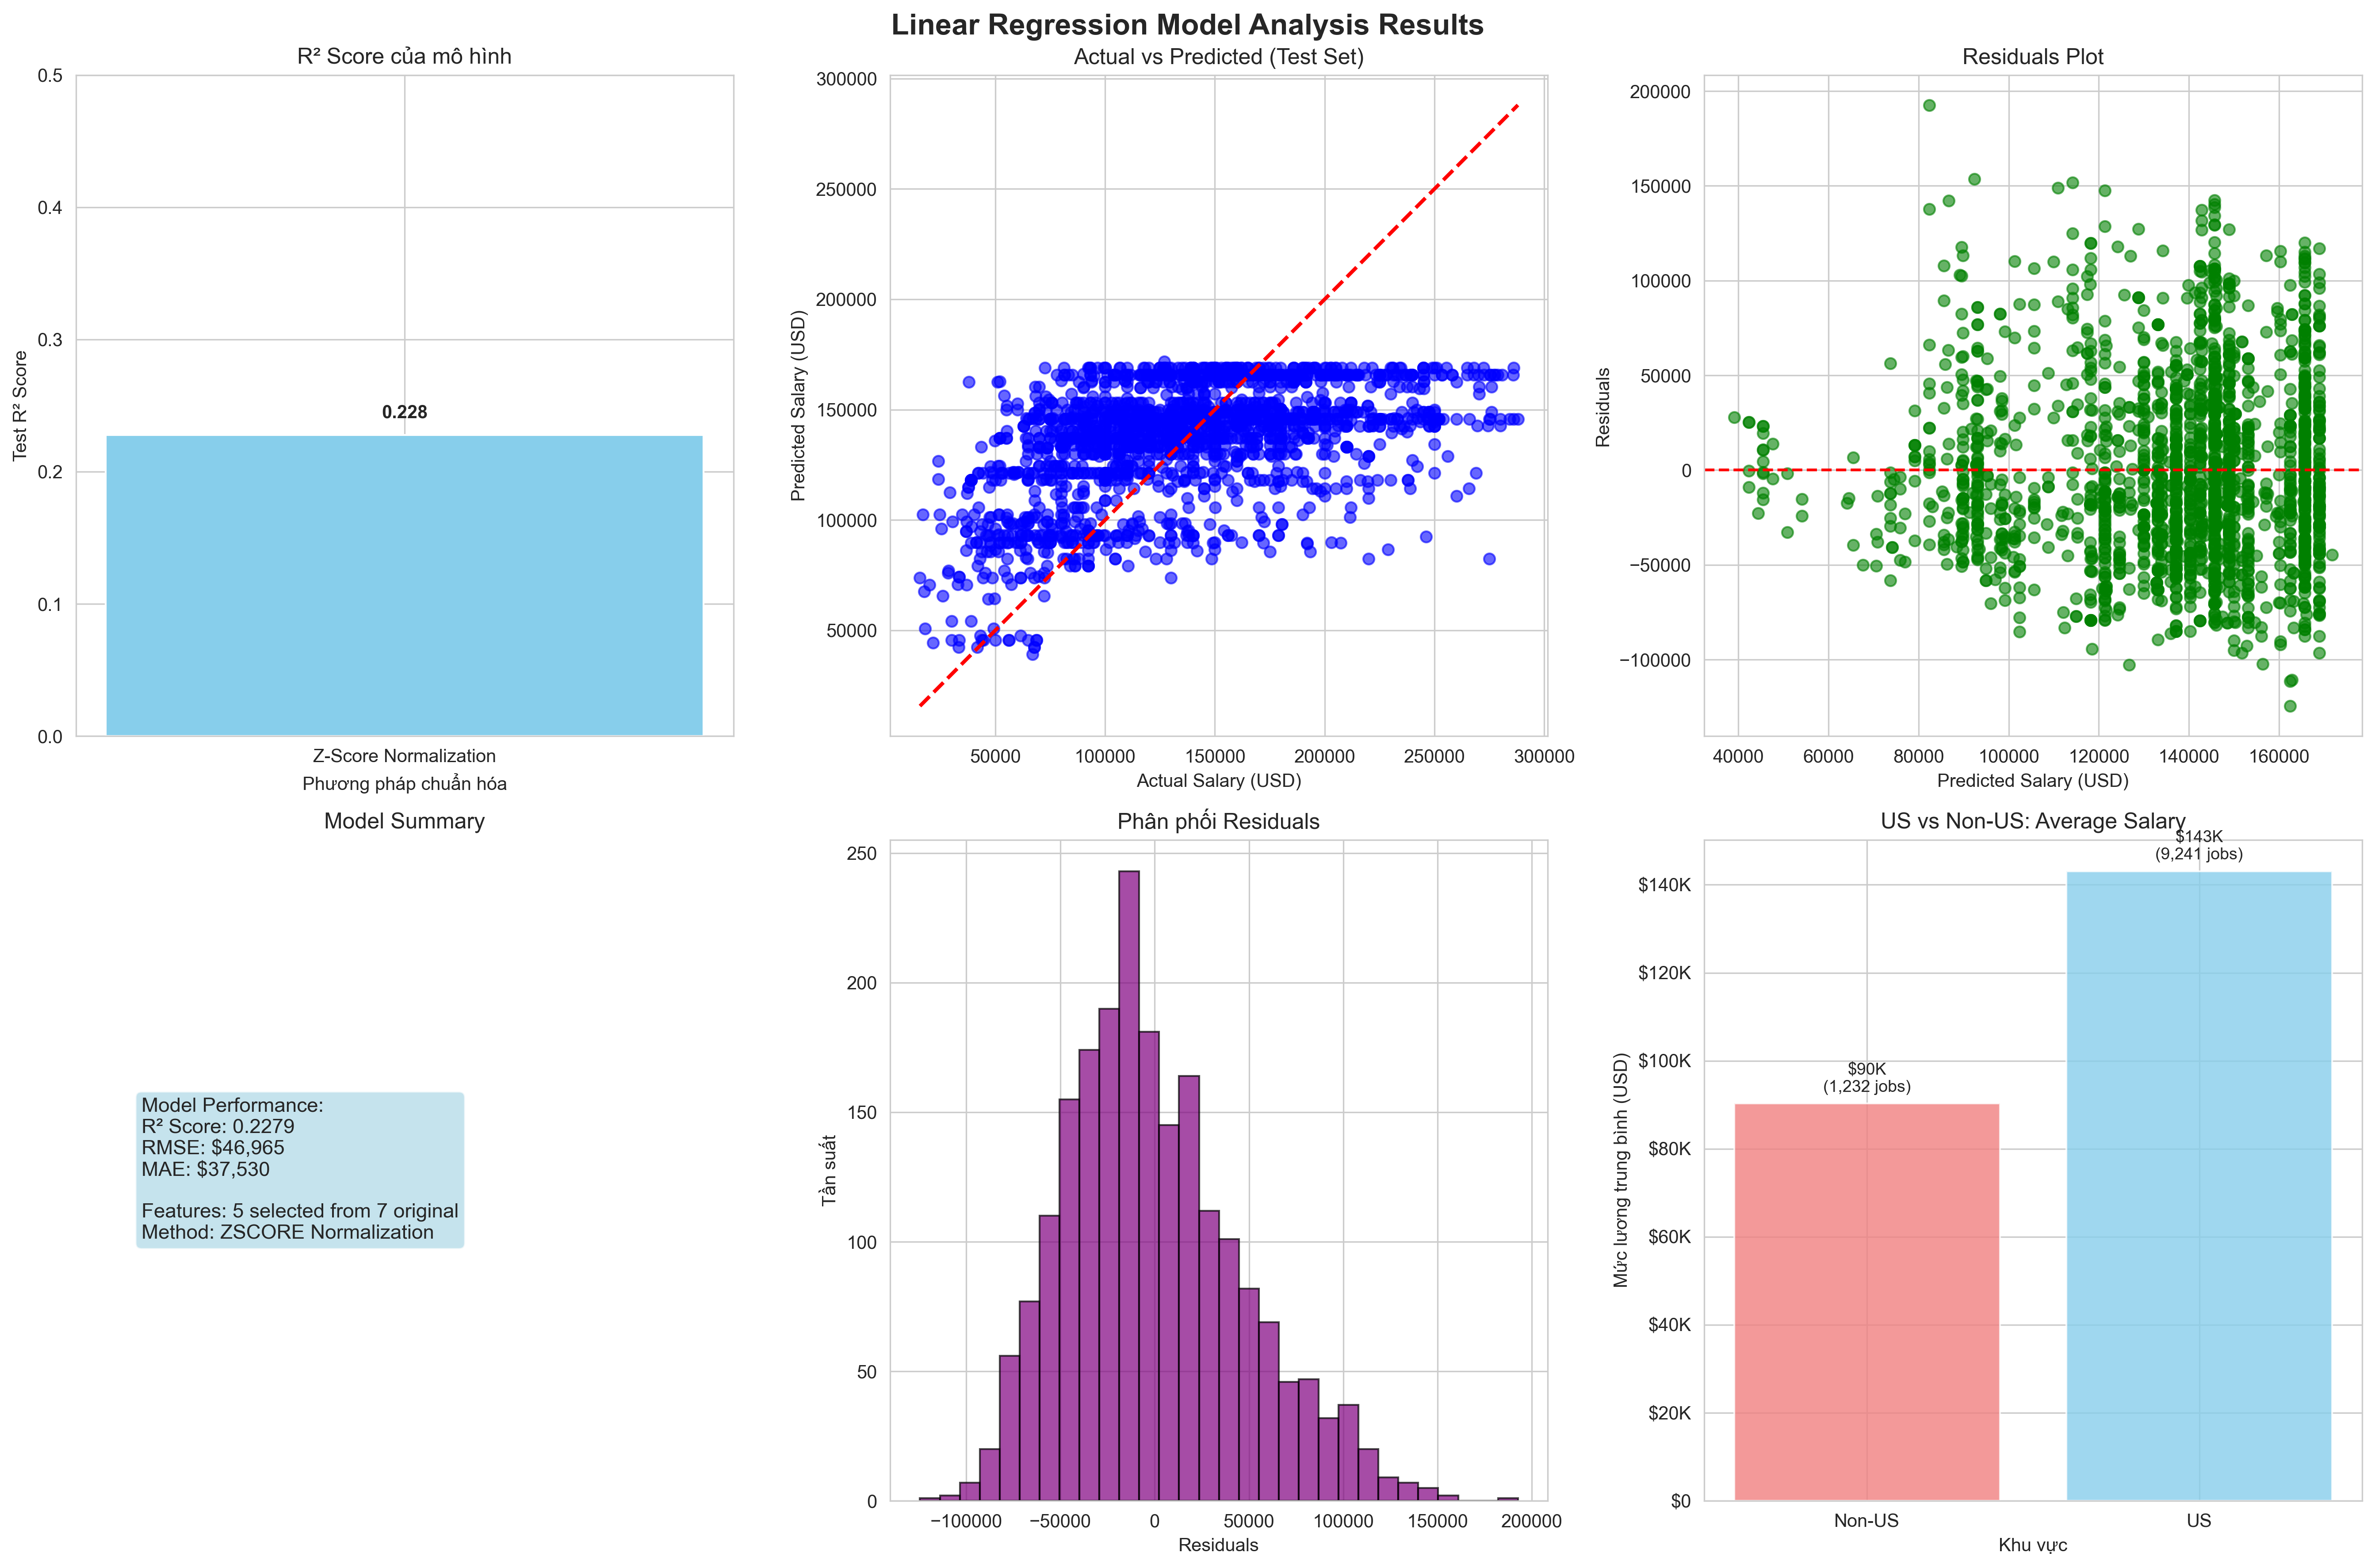 Linear Regression Model Analysis Results
R² Score của mô hình
Test R² Score
0.5
0.4
0.3
0.2
0.1
0.0
0.228
Z-Score Normalization
Phương pháp chuẩn hóa
Actual vs Predicted (Test Set)
Predicted Salary (USD)
300000
250000
200000
150000
100000
50000
50000
100000
150000
200000
250000
300000
Actual Salary (USD)
Residuals Plot
Residuals
200000
150000
100000
50000
0
−50000
−100000
40000
60000
80000
100000
120000
140000
160000
Predicted Salary (USD)
Model Summary
Model Performance:
R² Score: 0.2279
RMSE: $46,965
MAE: $37,530
Features: 5 selected from 7 original
Method: ZSCORE Normalization
Phân phối Residuals
Tần suất
250
200
150
100
50
0
−100000
−50000
0
50000
100000
150000
200000
Residuals
US vs Non-US: Average Salary
Mức lương trung bình (USD)
$140K
$120K
$100K
$80K
$60K
$40K
$20K
$0
$90K
(1,232 jobs)
$143K
(9,241 jobs)
Non-US
US
Khu vực